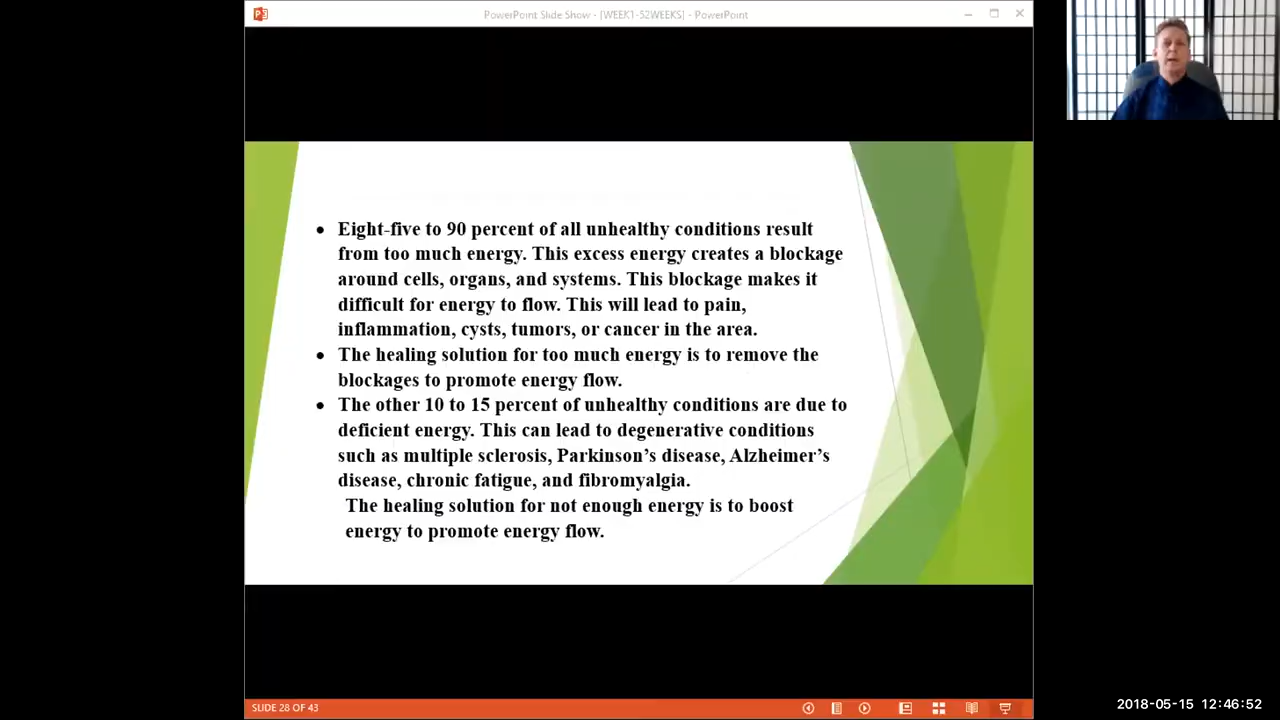 PowerPoint Slide Show - [WEEK1-52WEEKS] - PowerPoint
• Eight-five to 90 percent of all unhealthy conditions result
from too much energy. This excess energy creates a blockage
around cells, organs, and systems. This blockage makes it
difficult for energy to flow. This will lead to pain,
inflammation, cysts, tumors, or cancer in the area.
• The healing solution for too much energy is to remove the
blockages to promote energy flow.
• The other 10 to 15 percent of unhealthy conditions are due to
deficient energy. This can lead to degenerative conditions
such as multiple sclerosis, Parkinson’s disease, Alzheimer’s
disease, chronic fatigue, and fibromyalgia.
The healing solution for not enough energy is to boost
energy to promote energy flow.
SLIDE 28 OF 43
2018-05-15 12:46:52